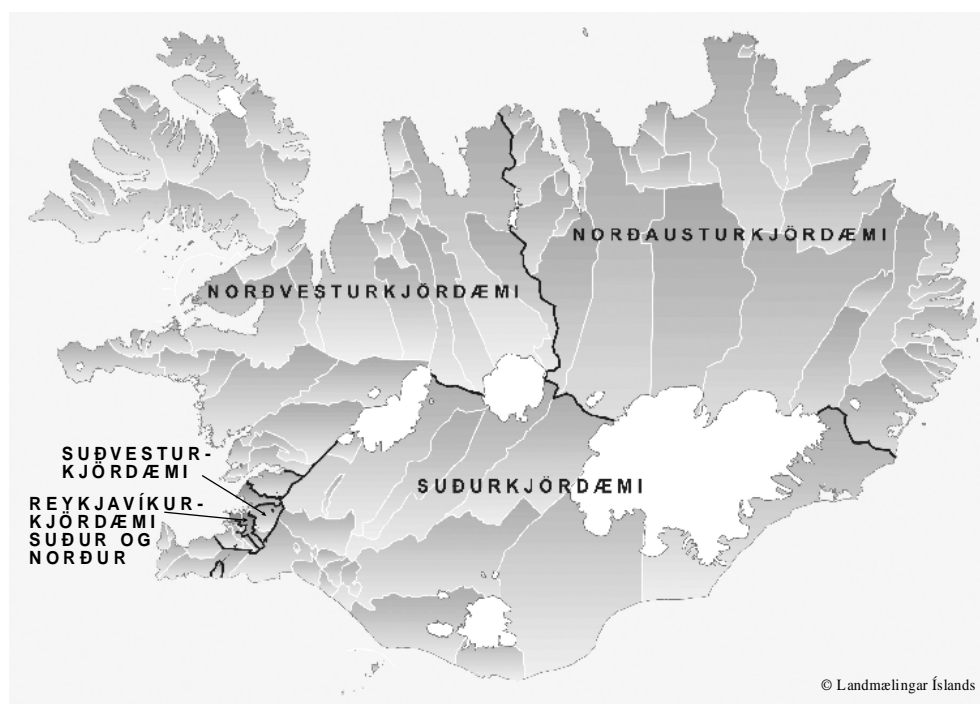 NORÐAUSTURKJÖRDÆMI
NORÐVESTURKJÖRDÆMI
SUÐVESTUR-
KJÖRDÆMI
REYKJAVÍKUR-
KJÖRDÆMI
SUÐUR OG
NORÐUR
SUÐURKJÖRDÆMI
© Landmælingar Íslands